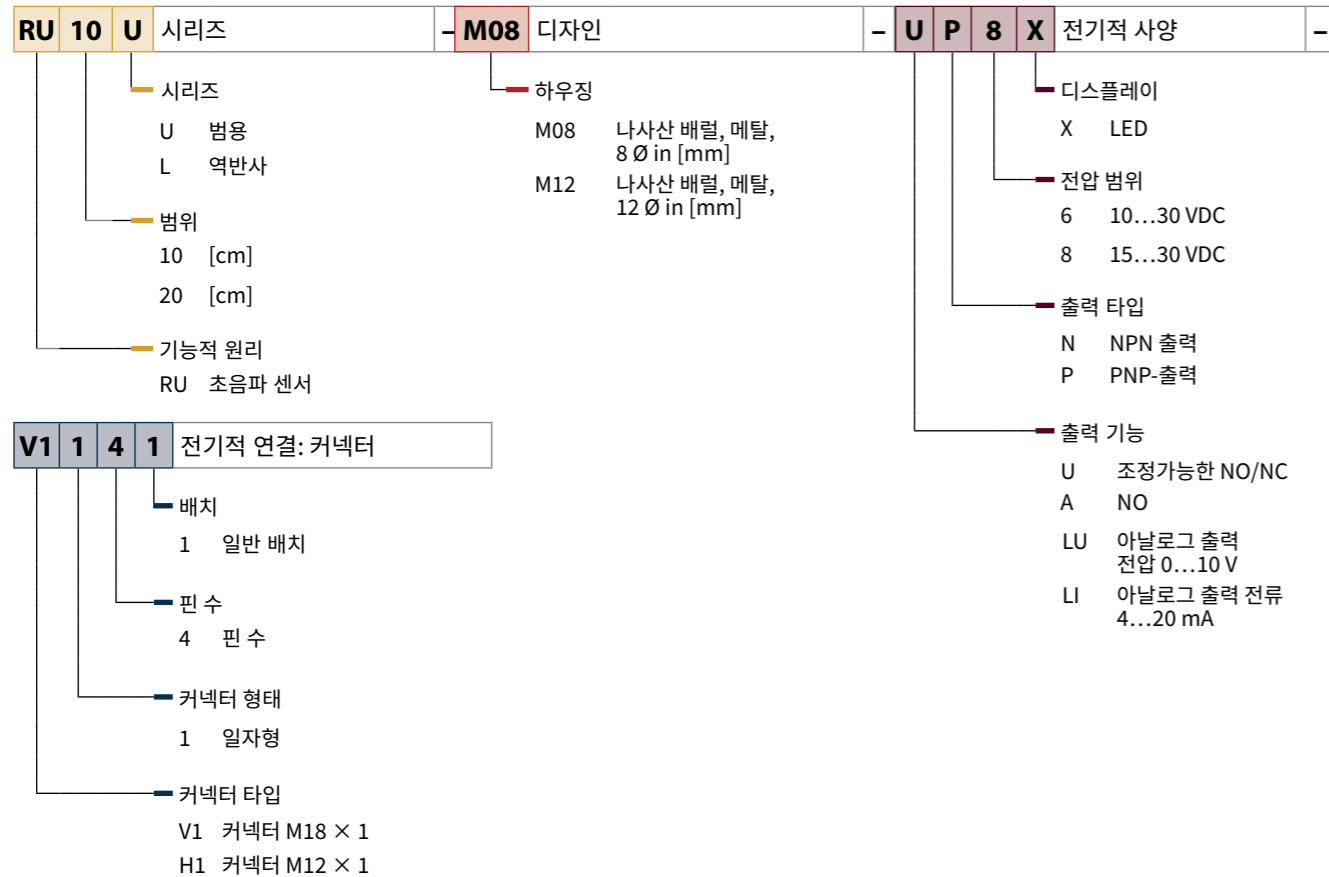 RU 10 U 시리즈 – M08 디자인 – U P 8 X 전기적 사양 –
시리즈
U 범용
L 역반사
범위
10 [cm]
20 [cm]
기능적 원리
RU 초음파 센서
하우징
M08 나사산 배럴, 메탈,
8 Ø in [mm]
M12 나사산 배럴, 메탈,
12 Ø in [mm]
디스플레이
X LED
전압 범위
6 10…30 VDC
8 15…30 VDC
출력 타입
N NPN 출력
P PNP-출력
출력 기능
U 조정가능한 NO/NC
A NO
LU 아날로그 출력
전압 0…10 V
LI 아날로그 출력 전류
4…20 mA
V1 1 4 1 전기적 연결: 커넥터
배치
1 일반 배치
핀 수
4 핀 수
커넥터 형태
1 일자형
커넥터 타입
V1 커넥터 M18 × 1
H1 커넥터 M12 × 1